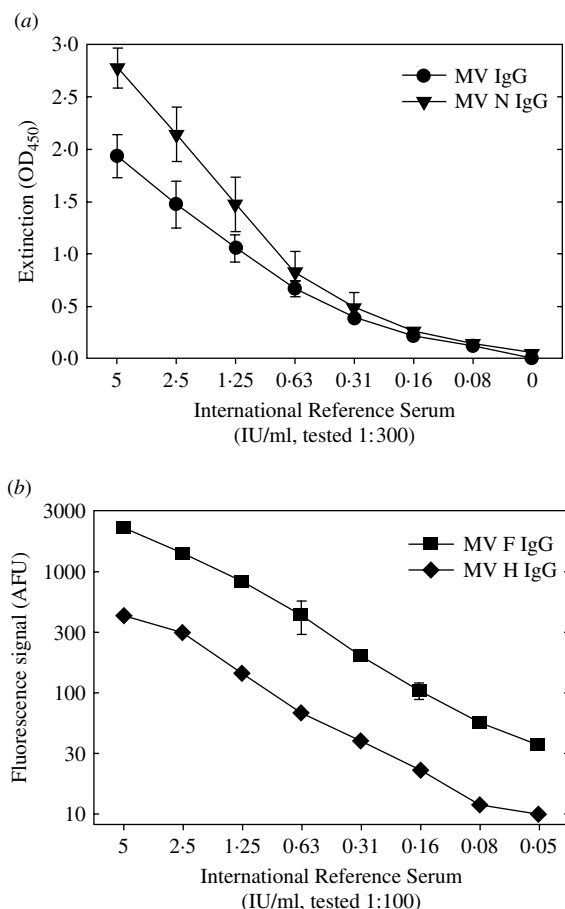 (a)
3·0
2·5
2·0
1·5
1·0
0·5
0·0
Extinction (OD450)
MV IgG
MV N IgG
5 2·5 1·25 0·63 0·31 0·16 0·08 0
International Reference Serum
(IU/ml, tested 1:300)
(b)
3000
1000
300
100
30
10
Fluorescence signal (AFU)
MV F IgG
MV H IgG
5 2·5 1·25 0·63 0·31 0·16 0·08 0·05
International Reference Serum
(IU/ml, tested 1:100)